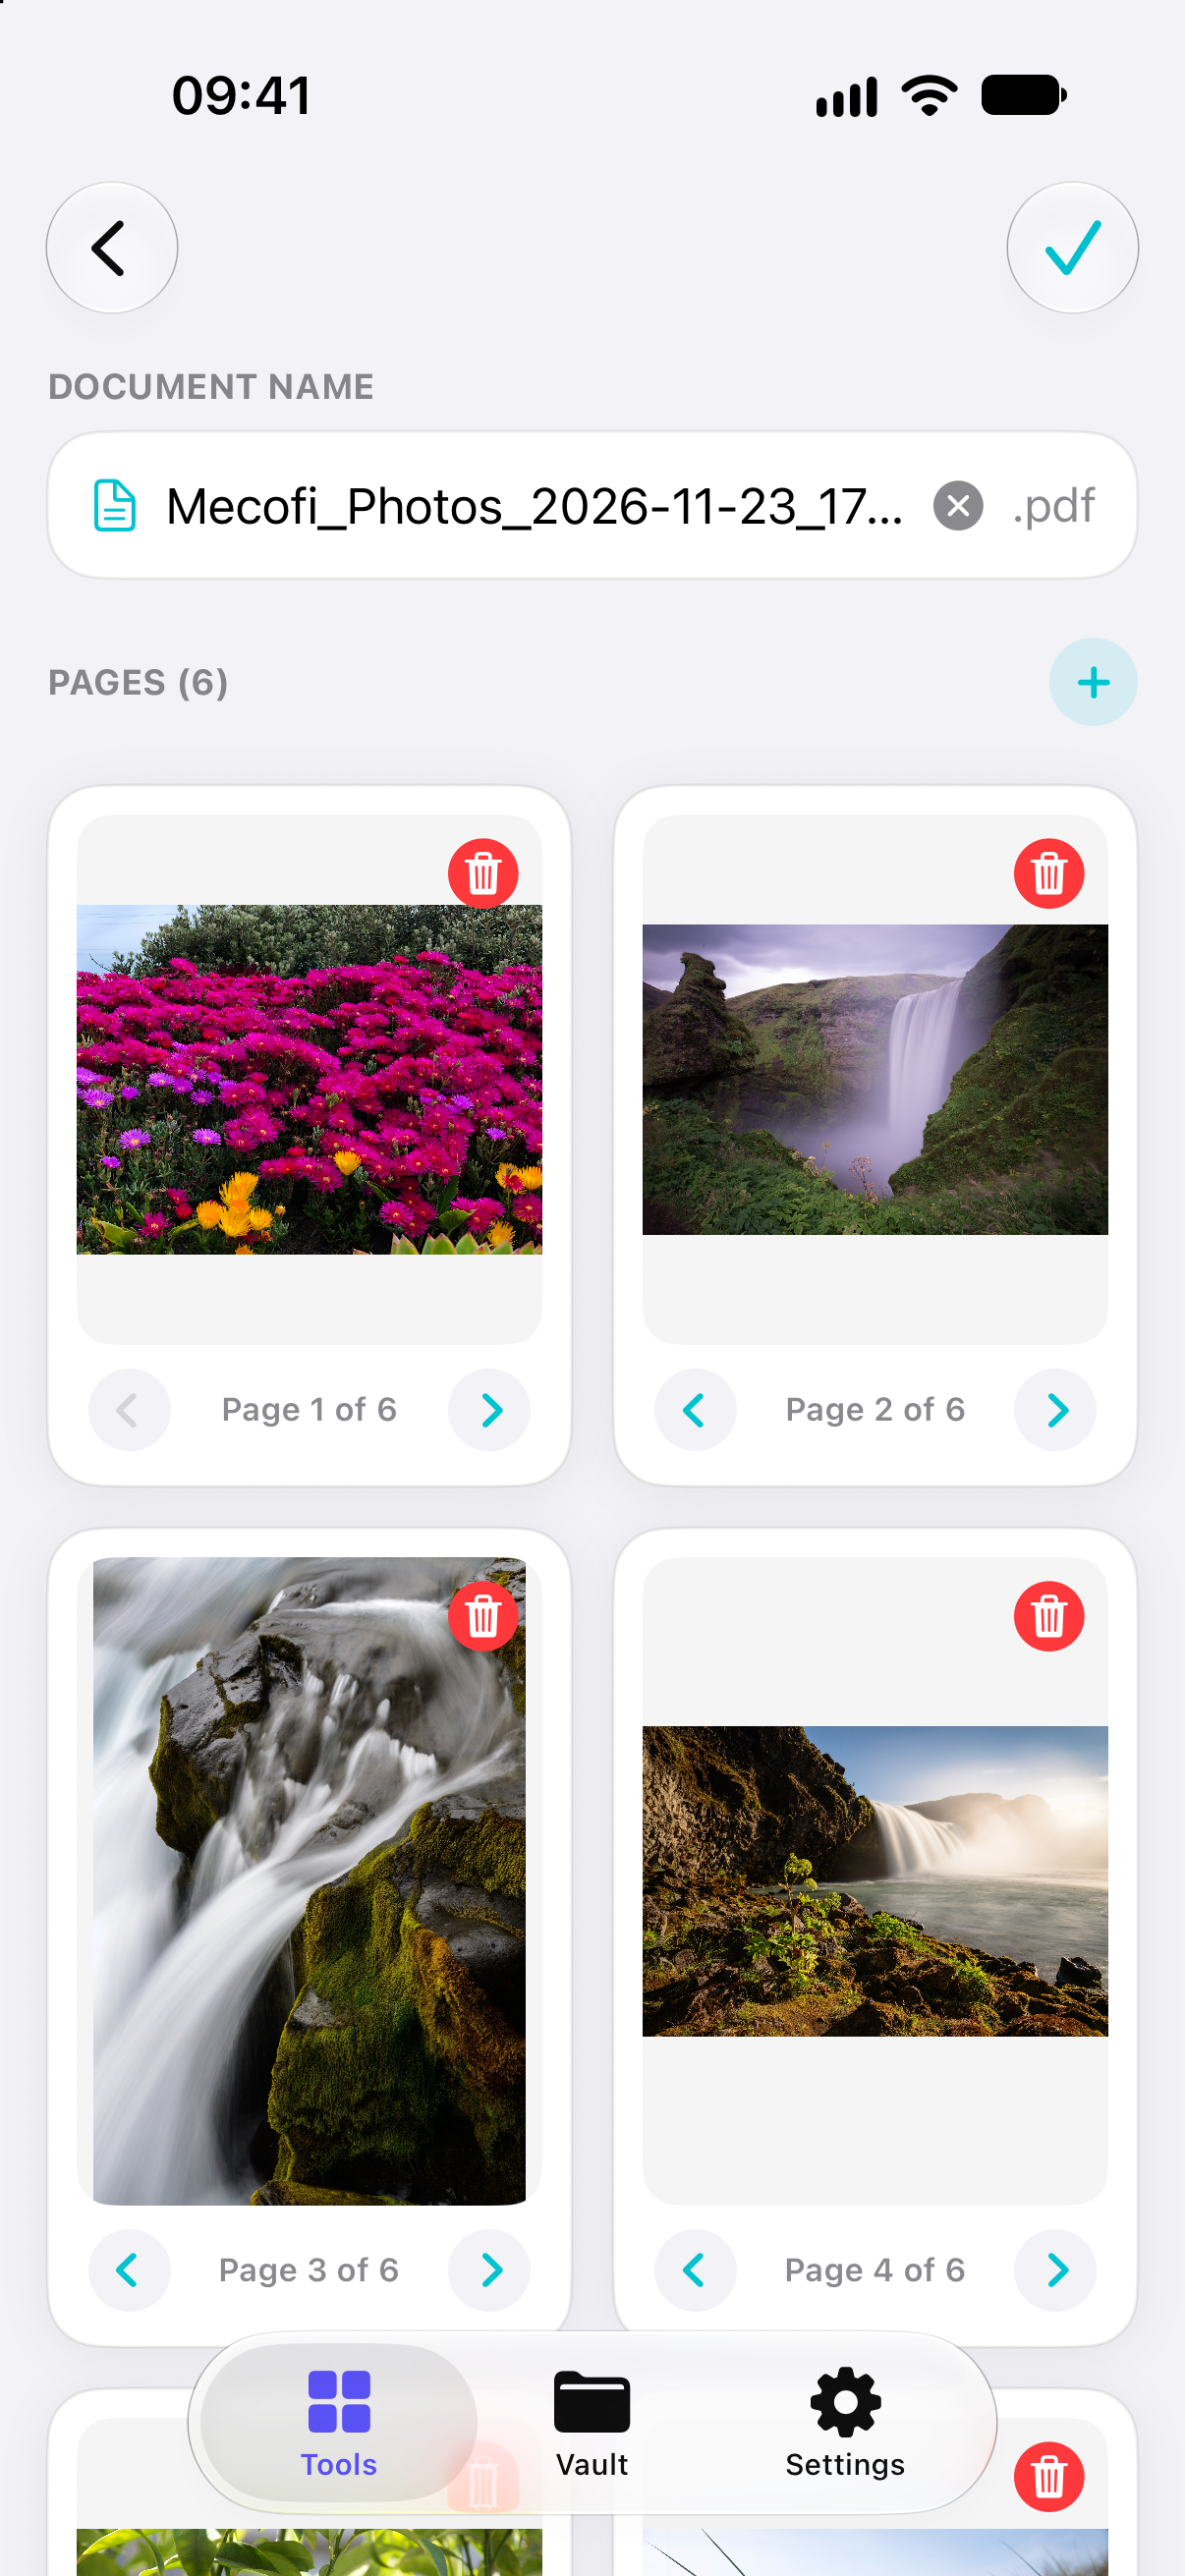 09:41
DOCUMENT NAME
Mecofi_Photos_2026-11-23_17... .pdf
PAGES (6)
Page 1 of 6
Page 2 of 6
Page 3 of 6
Page 4 of 6
Tools
Vault
Settings